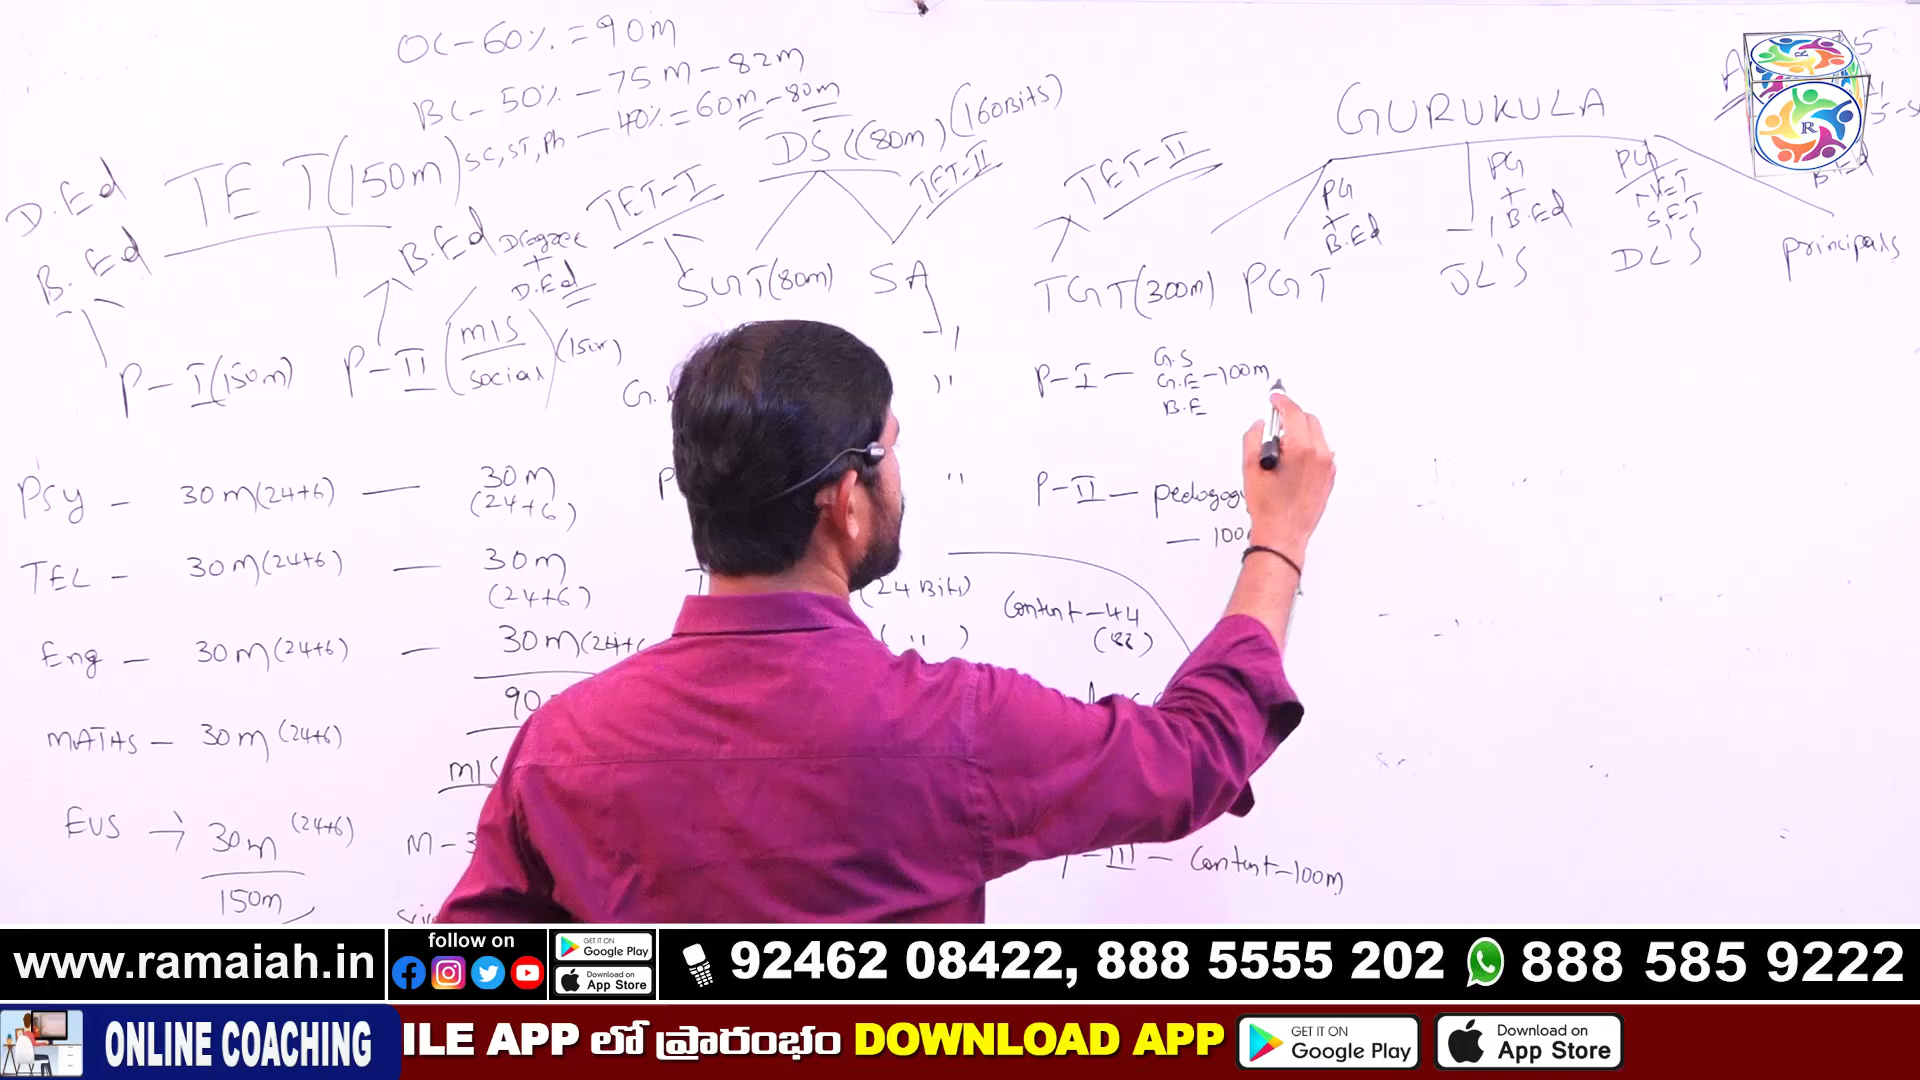 OC - 60% = 90m
BC - 50% - 75m - 82m
SC, ST, Ph - 40% = 60m - 80m
D.Ed
B.Ed
TET (150m)
B.Ed
Degree
+
D.Ed
TET-I
DSC (80m) (160Bits)
TET-II
TET-II
GURUKULA
PG
+
B.Ed
PG
+
B.Ed
PG
NET
SET
B.Ed
SGT (80m)
SA
TGT (300m)
PGT
JL'S
DL'S
principals
P-I (150m)
P-II (M/S
social) (150m)
P-I - G.S
G.E - 100m
B.E
P-II - pedagogy
- 100
P-III - Content - 100m
Psy - 30m (24+6) - 30m
(24+6)
TEL - 30m (24+6) - 30m
(24+6)
Eng - 30m (24+6) - 30m (24+6
90
MATHS - 30m (24+6)
EVS → 30m (24+6)
150m
M/S
M - 3
(24 Bits)
( " )
Content - 44
(88)
R
www.ramaiah.in
follow on
GET IT ON
Google Play
Download on
App Store
92462 08422, 888 5555 202
888 585 9222
ONLINE COACHING
ILE APP లో ప్రారంభం DOWNLOAD APP
GET IT ON
Google Play
Download on
App Store